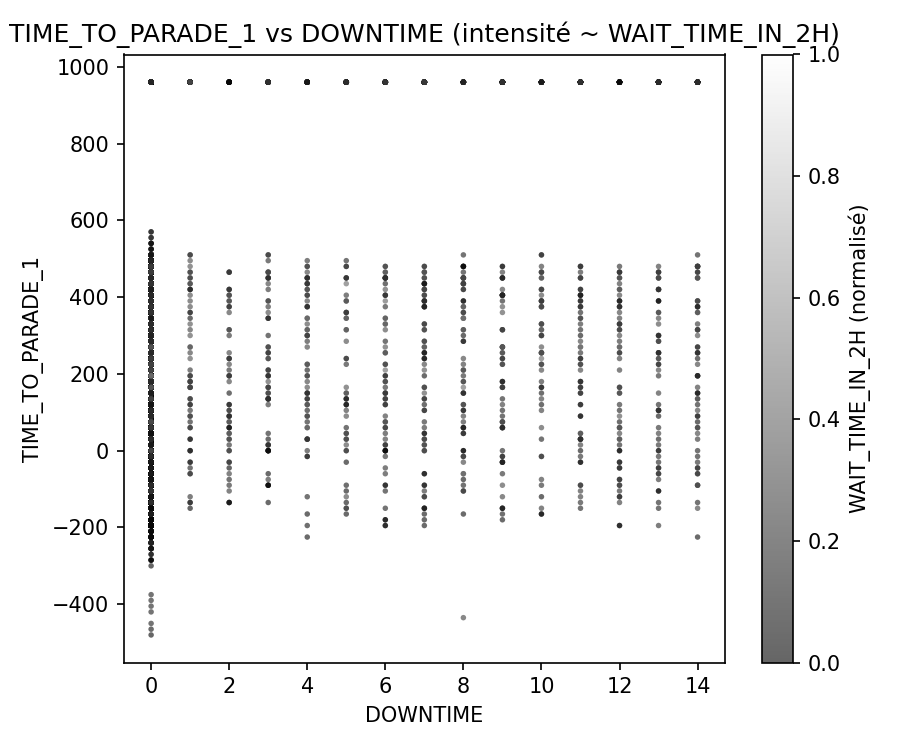 TIME_TO_PARADE_1 vs DOWNTIME (intensité ~ WAIT_TIME_IN_2H)
1000
800
600
400
200
0
−200
−400
TIME_TO_PARADE_1
0 2 4 6 8 10 12 14
DOWNTIME
1.0
0.8
0.6
0.4
0.2
0.0
WAIT_TIME_IN_2H (normalisé)